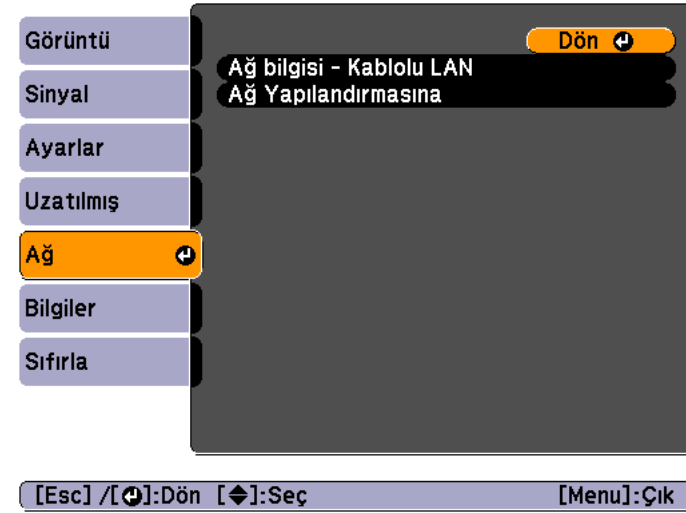 Görüntü
Sinyal
Ayarlar
Uzatılmış
Ağ
Bilgiler
Sıfırla
Dön
Ağ bilgisi - Kablolu LAN
Ağ Yapılandırmasına
[Esc] /[⏎]:Dön [◆]:Seç [Menu]:Çık